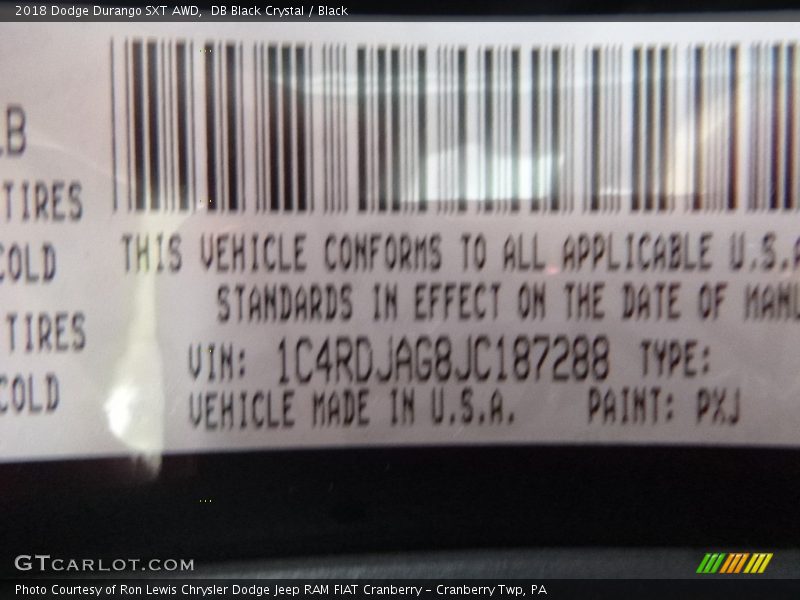 2018 Dodge Durango SXT AWD,  DB Black Crystal / Black
LB
TIRES
COLD
TIRES
COLD
THIS VEHICLE CONFORMS TO ALL APPLICABLE U.S.A
STANDARDS IN EFFECT ON THE DATE OF MANU
VIN: 1C4RDJAG8JC187288 TYPE:
VEHICLE MADE IN U.S.A. PAINT: PXJ
GTCARLOT.COM
Photo Courtesy of Ron Lewis Chrysler Dodge Jeep RAM FIAT Cranberry - Cranberry Twp, PA